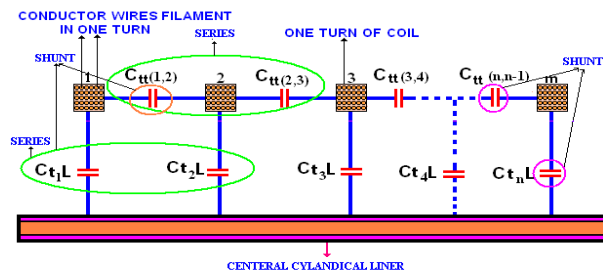 CONDUCTOR WIRES FILAMENT
IN ONE TURN
SERIES
ONE TURN OF COIL
SHUNT
SHUNT
1
Ctt(1,2)
2
Ctt(2,3)
3
Ctt(3,4)
Ctt(n,n-1)
m
SERIES
Ct1L
Ct2L
Ct3L
Ct4L
CtnL
CENTERAL CYLANDICAL LINER